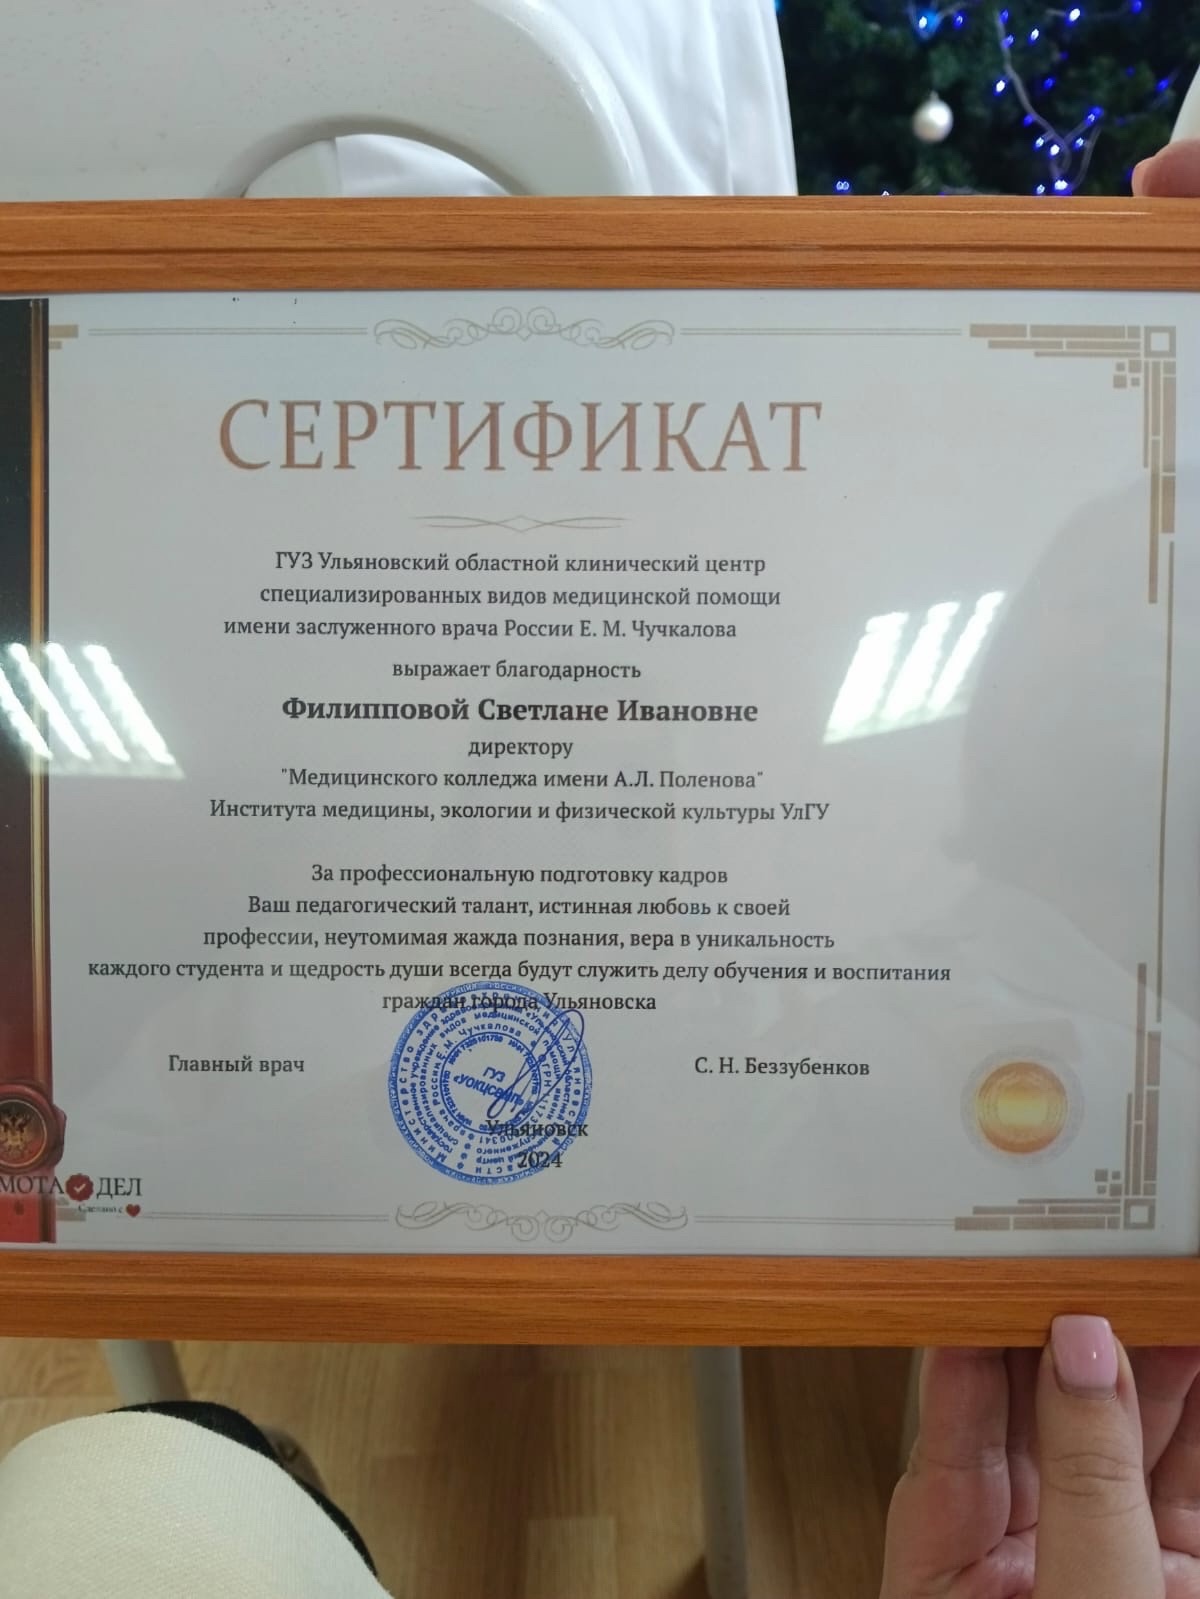 СЕРТИФИКАТ
ГУЗ Ульяновский областной клинический центр
специализированных видов медицинской помощи
имени заслуженного врача России Е. М. Чучкалова
выражает благодарность
Филипповой Светлане Ивановне
директору
"Медицинского колледжа имени А.Л. Поленова"
Института медицины, экологии и физической культуры УлГУ
За профессиональную подготовку кадров
Ваш педагогический талант, истинная любовь к своей
профессии, неутомимая жажда познания, вера в уникальность
каждого студента и щедрость души всегда будут служить делу обучения и воспитания
граждан города Ульяновска
Главный врач
С. Н. Беззубенков
ГУЗ
Ульяновск
2024
МОТА ДЕЛ
Сделано с